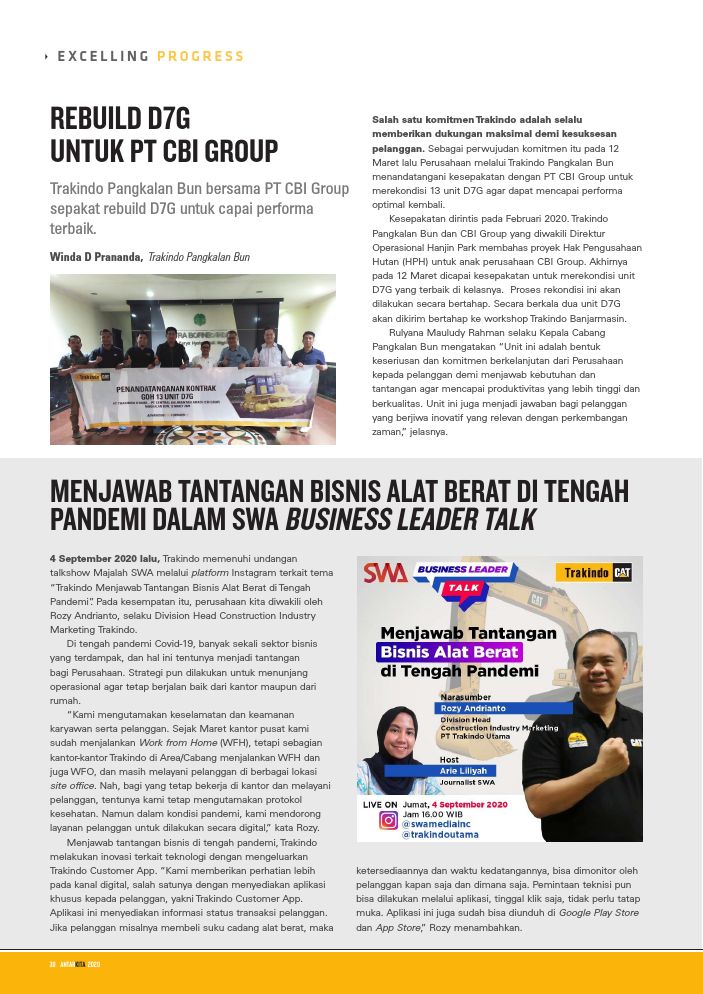 EXCELLING PROGRESS
REBUILD D7G
UNTUK PT CBI GROUP
Trakindo Pangkalan Bun bersama PT CBI Group
sepakat rebuild D7G untuk capai performa
terbaik.
Winda D Prananda, Trakindo Pangkalan Bun
Trakindo CAT
PENANDATANGANAN KONTRAK
GOH 13 UNIT D7G
Salah satu komitmen Trakindo adalah selalu
memberikan dukungan maksimal demi kesuksesan
pelanggan. Sebagai perwujudan komitmen itu pada 12
Maret lalu Perusahaan melalui Trakindo Pangkalan Bun
menandatangani kesepakatan dengan PT CBI Group untuk
merekondisi 13 unit D7G agar dapat mencapai performa
optimal kembali.
Kesepakatan dirintis pada Februari 2020. Trakindo
Pangkalan Bun dan CBI Group yang diwakili Direktur
Operasional Hanjin Park membahas proyek Hak Pengusahaan
Hutan (HPH) untuk anak perusahaan CBI Group. Akhirnya
pada 12 Maret dicapai kesepakatan untuk merekondisi unit
D7G yang terbaik di kelasnya. Proses rekondisi ini akan
dilakukan secara bertahap. Secara berkala dua unit D7G
akan dikirim bertahap ke workshop Trakindo Banjarmasin.
Rulyana Mauludy Rahman selaku Kepala Cabang
Pangkalan Bun mengatakan “Unit ini adalah bentuk
keseriusan dan komitmen berkelanjutan dari Perusahaan
kepada pelanggan demi menjawab kebutuhan dan
tantangan agar mencapai produktivitas yang lebih tinggi dan
berkualitas. Unit ini juga menjadi jawaban bagi pelanggan
yang berjiwa inovatif yang relevan dengan perkembangan
zaman,” jelasnya.
MENJAWAB TANTANGAN BISNIS ALAT BERAT DI TENGAH
PANDEMI DALAM SWA BUSINESS LEADER TALK
4 September 2020 lalu, Trakindo memenuhi undangan
talkshow Majalah SWA melalui platform Instagram terkait tema
“Trakindo Menjawab Tantangan Bisnis Alat Berat di Tengah
Pandemi”. Pada kesempatan itu, perusahaan kita diwakili oleh
Rozy Andrianto, selaku Division Head Construction Industry
Marketing Trakindo.
Di tengah pandemi Covid-19, banyak sekali sektor bisnis
yang terdampak, dan hal ini tentunya menjadi tantangan
bagi Perusahaan. Strategi pun dilakukan untuk menunjang
operasional agar tetap berjalan baik dari kantor maupun dari
rumah.
“Kami mengutamakan keselamatan dan keamanan
karyawan serta pelanggan. Sejak Maret kantor pusat kami
sudah menjalankan Work from Home (WFH), tetapi sebagian
kantor-kantor Trakindo di Area/Cabang menjalankan WFH dan
juga WFO, dan masih melayani pelanggan di berbagai lokasi
site office. Nah, bagi yang tetap bekerja di kantor dan melayani
pelanggan, tentunya kami tetap mengutamakan protokol
kesehatan. Namun dalam kondisi pandemi, kami mendorong
layanan pelanggan untuk dilakukan secara digital,” kata Rozy.
Menjawab tantangan bisnis di tengah pandemi, Trakindo
melakukan inovasi terkait teknologi dengan mengeluarkan
Trakindo Customer App. “Kami memberikan perhatian lebih
pada kanal digital, salah satunya dengan menyediakan aplikasi
khusus kepada pelanggan, yakni Trakindo Customer App.
Aplikasi ini menyediakan informasi status transaksi pelanggan.
Jika pelanggan misalnya membeli suku cadang alat berat, maka
SWA BUSINESS LEADER
TALK
Trakindo CAT
CAT
Menjawab Tantangan
Bisnis Alat Berat
di Tengah Pandemi
Narasumber
Rozy Andrianto
Division Head
Construction Industry Marketing
PT Trakindo Utama
Host
Arie Liliyah
Journalist SWA
LIVE ON Jumat, 4 September 2020
Jam 16.00 WIB
@swamediainc
@trakindoutama
ketersediaannya dan waktu kedatangannya, bisa dimonitor oleh
pelanggan kapan saja dan dimana saja. Pemintaan teknisi pun
bisa dilakukan melalui aplikasi, tinggal klik saja, tidak perlu tatap
muka. Aplikasi ini juga sudah bisa diunduh di Google Play Store
dan App Store,” Rozy menambahkan.
30 ANTARKITA 2020